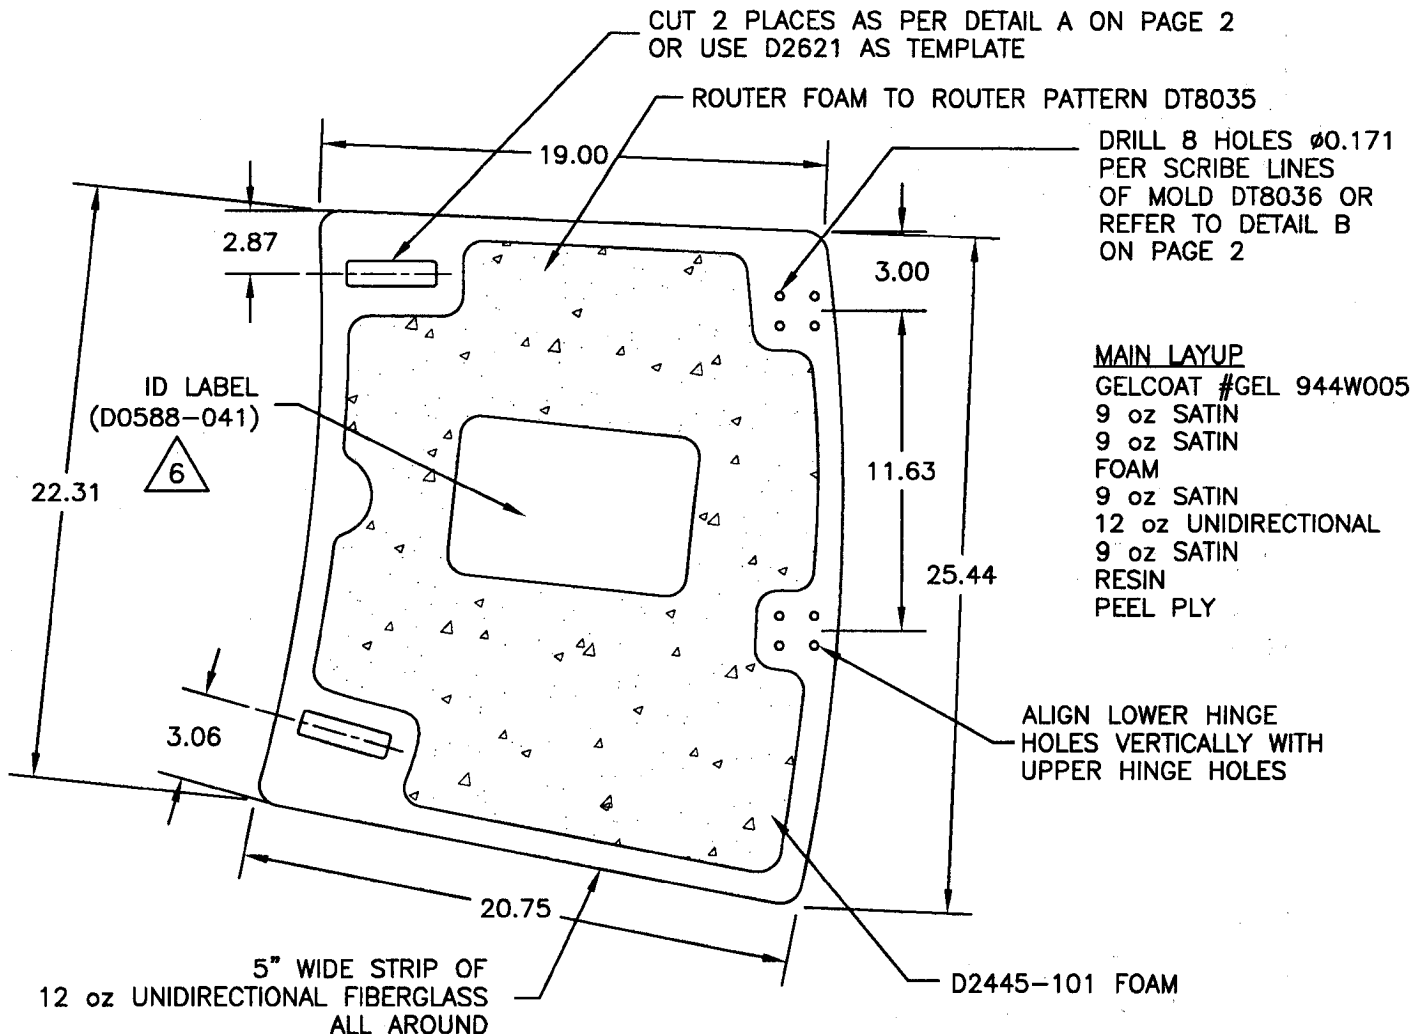 CUT 2 PLACES AS PER DETAIL A ON PAGE 2
OR USE D2621 AS TEMPLATE
ROUTER FOAM TO ROUTER PATTERN DT8035
DRILL 8 HOLES ø0.171
PER SCRIBE LINES
OF MOLD DT8036 OR
REFER TO DETAIL B
ON PAGE 2
19.00
2.87
3.00
MAIN LAYUP
GELCOAT #GEL 944W005
9 oz SATIN
9 oz SATIN
FOAM
9 oz SATIN
12 oz UNIDIRECTIONAL
9 oz SATIN
RESIN
PEEL PLY
ID LABEL
(D0588-041)
6
22.31
11.63
25.44
3.06
ALIGN LOWER HINGE
HOLES VERTICALLY WITH
UPPER HINGE HOLES
20.75
5" WIDE STRIP OF
12 oz UNIDIRECTIONAL FIBERGLASS
ALL AROUND
D2445-101 FOAM